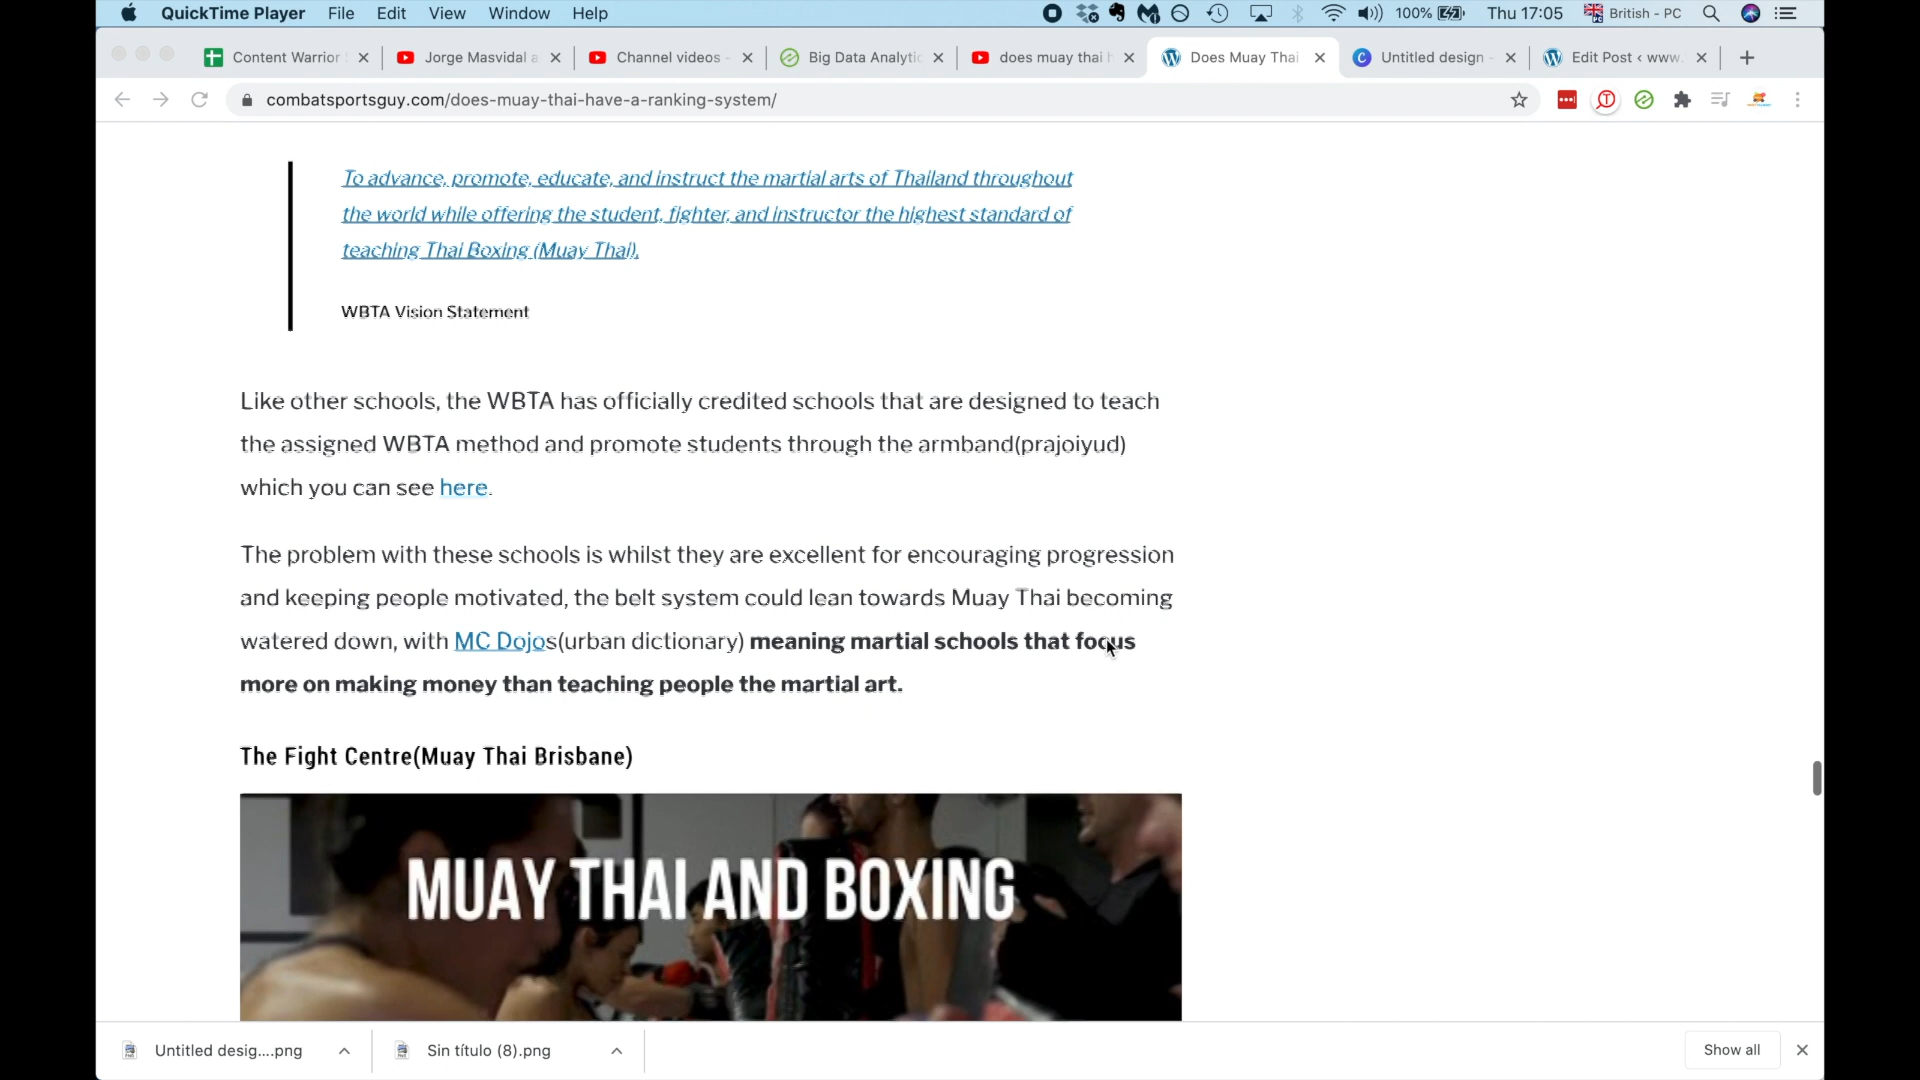 QuickTime Player File Edit View Window Help 100% Thu 17:05 British - PC
Content Warrior Jorge Masvidal a Channel videos - Big Data Analytic does muay thai h Does Muay Thai Untitled design - Edit Post ‹ www.
combatsportsguy.com/does-muay-thai-have-a-ranking-system/
To advance, promote, educate, and instruct the martial arts of Thailand throughout
the world while offering the student, fighter, and instructor the highest standard of
teaching Thai Boxing (Muay Thai).
WBTA Vision Statement
Like other schools, the WBTA has officially credited schools that are designed to teach
the assigned WBTA method and promote students through the armband(prajoiyud)
which you can see here.
The problem with these schools is whilst they are excellent for encouraging progression
and keeping people motivated, the belt system could lean towards Muay Thai becoming
watered down, with MC Dojos(urban dictionary) meaning martial schools that focus
more on making money than teaching people the martial art.
The Fight Centre(Muay Thai Brisbane)
MUAY THAI AND BOXING
Untitled desig....png Sin título (8).png Show all